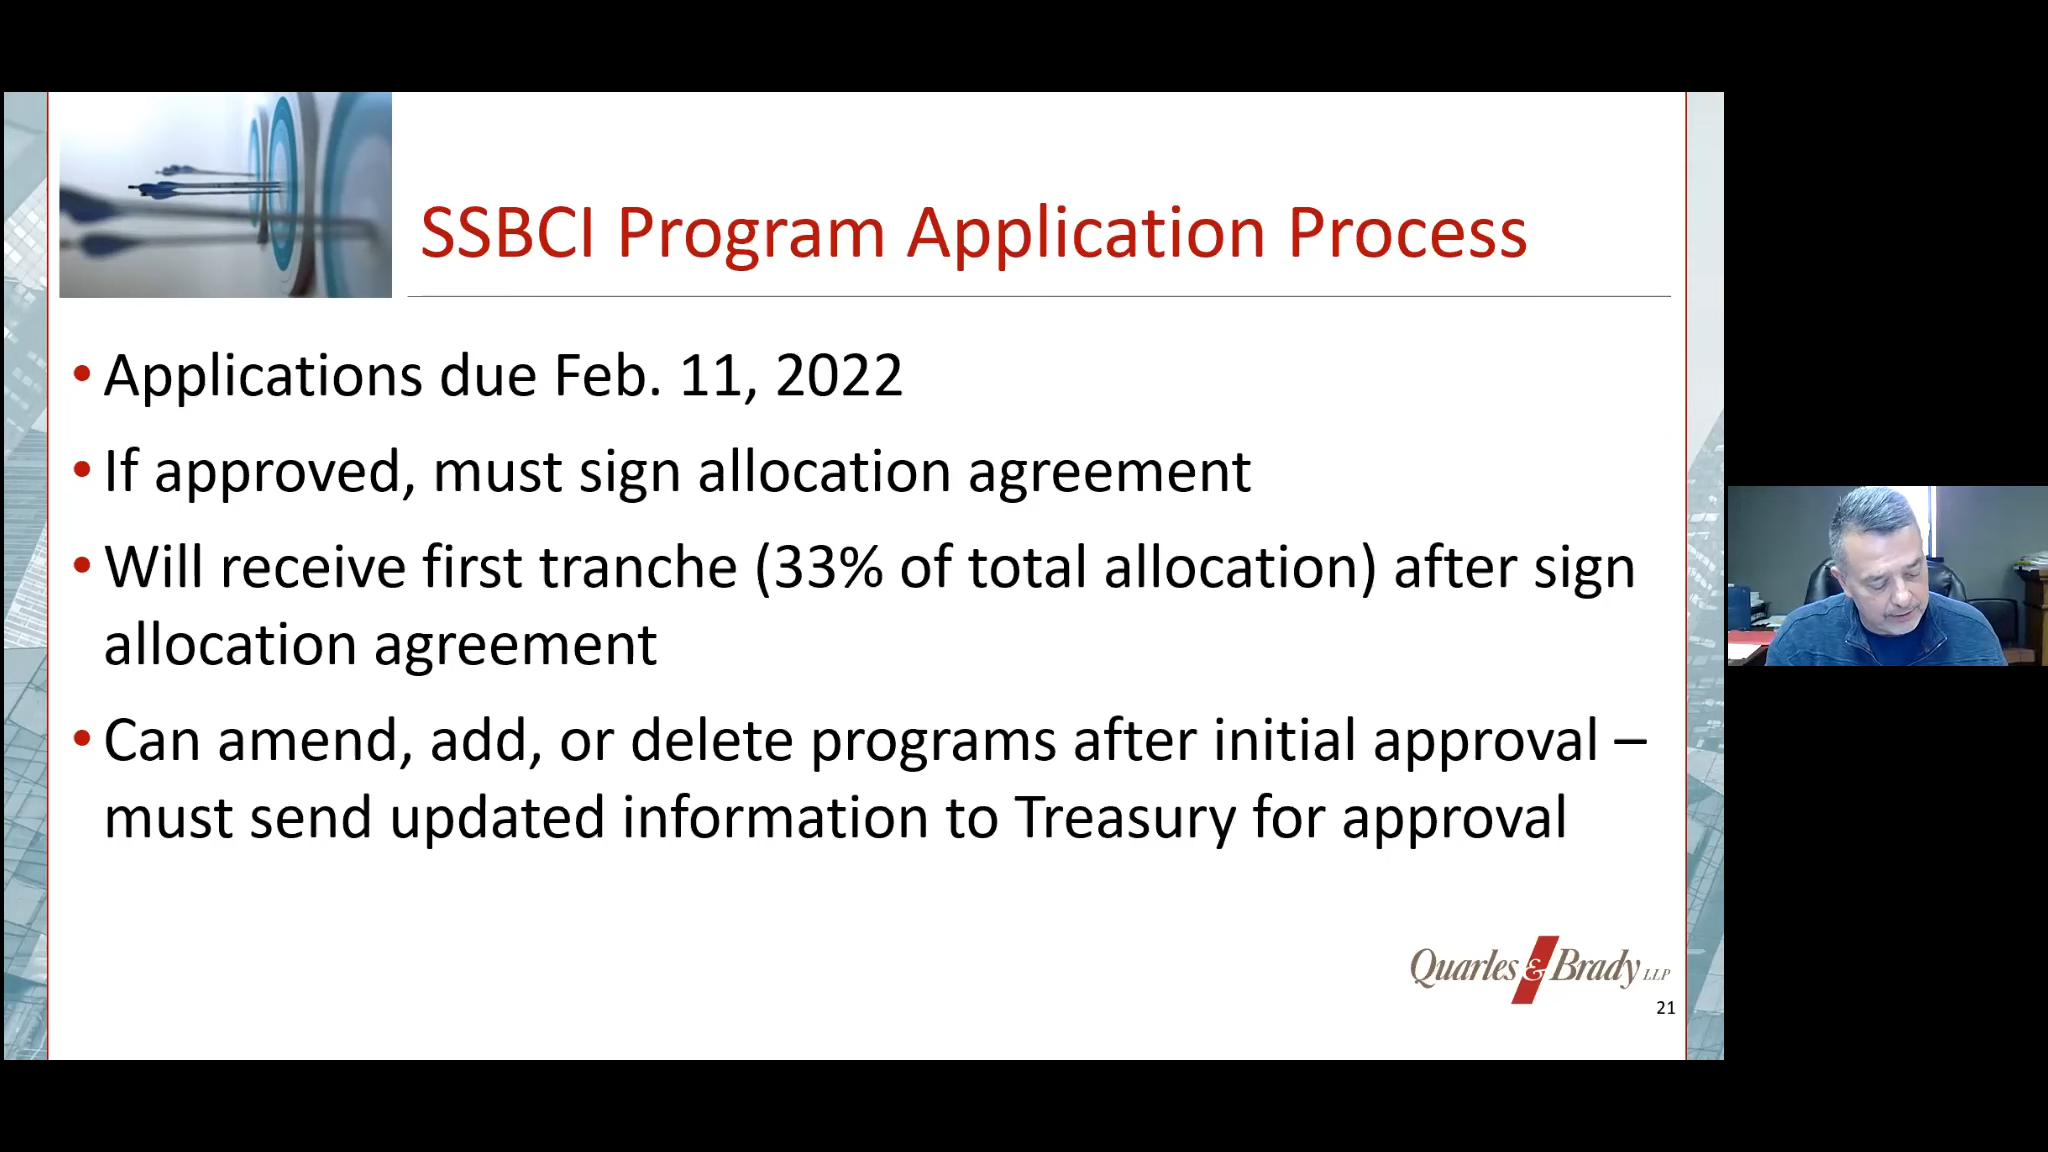 SSBCI Program Application Process
• Applications due Feb. 11, 2022
• If approved, must sign allocation agreement
• Will receive first tranche (33% of total allocation) after sign
allocation agreement
• Can amend, add, or delete programs after initial approval –
must send updated information to Treasury for approval
Quarles & Brady LLP
21